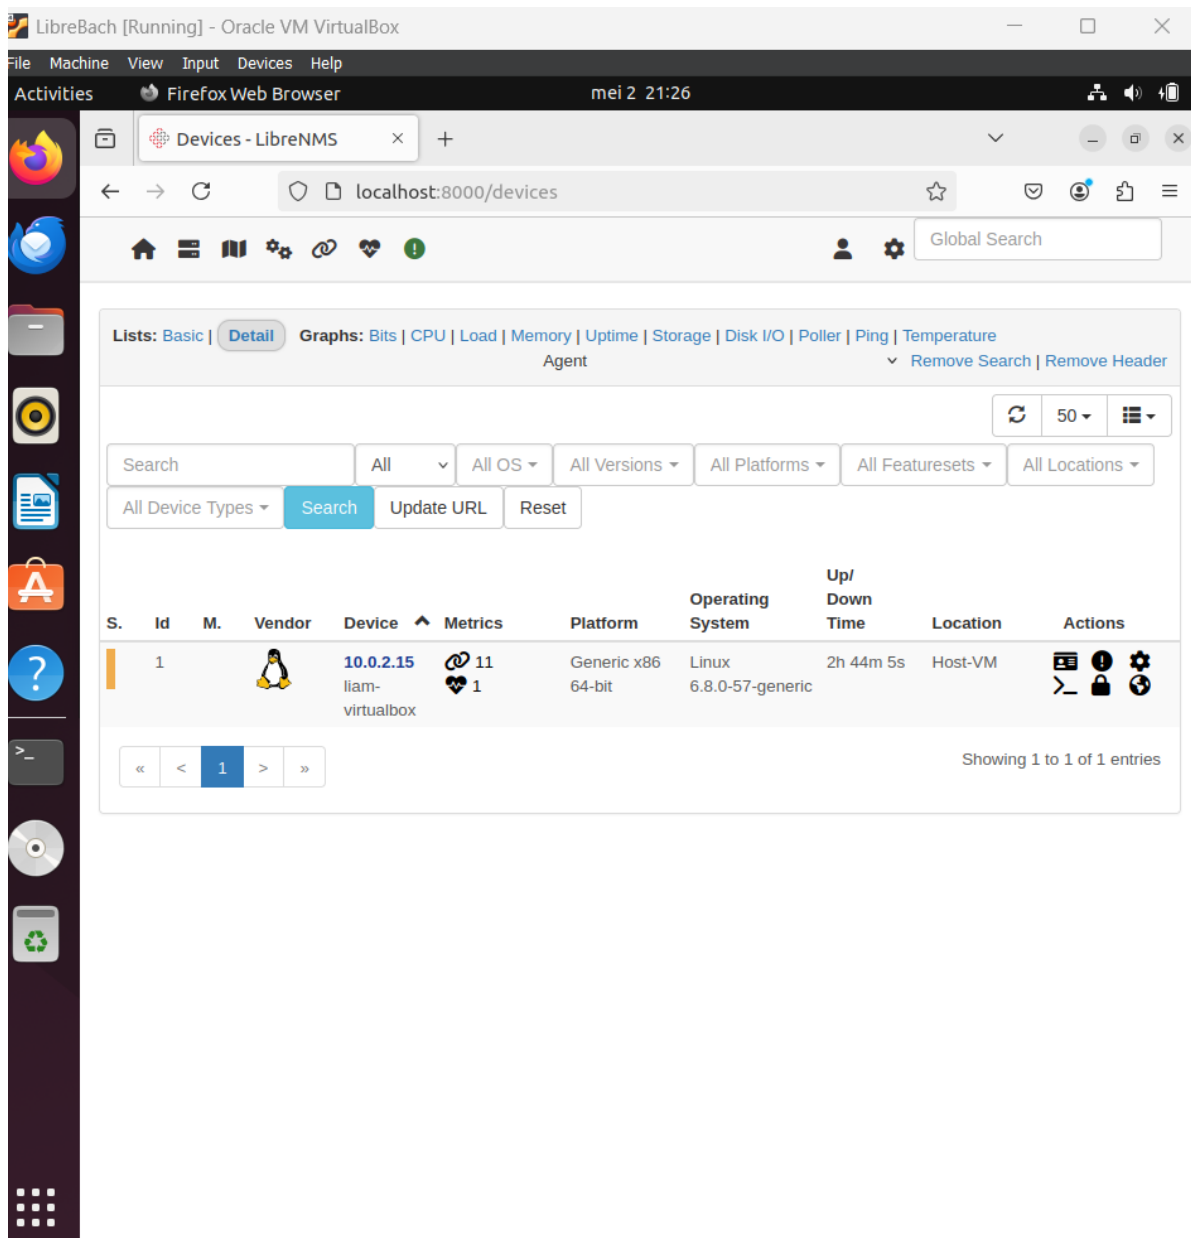 LibreBach [Running] - Oracle VM VirtualBox
File Machine View Input Devices Help
Activities Firefox Web Browser mei 2 21:26
Devices - LibreNMS
localhost:8000/devices
Global Search
Lists: Basic | Detail Graphs: Bits | CPU | Load | Memory | Uptime | Storage | Disk I/O | Poller | Ping | Temperature
Agent Remove Search | Remove Header
50
Search All All OS All Versions All Platforms All Featuresets All Locations
All Device Types Search Update URL Reset
Up/
Operating Down
S. Id M. Vendor Device Metrics Platform System Time Location Actions
1 10.0.2.15 11 Generic x86 Linux 2h 44m 5s Host-VM
liam- 1 64-bit 6.8.0-57-generic
virtualbox
« < 1 > » Showing 1 to 1 of 1 entries